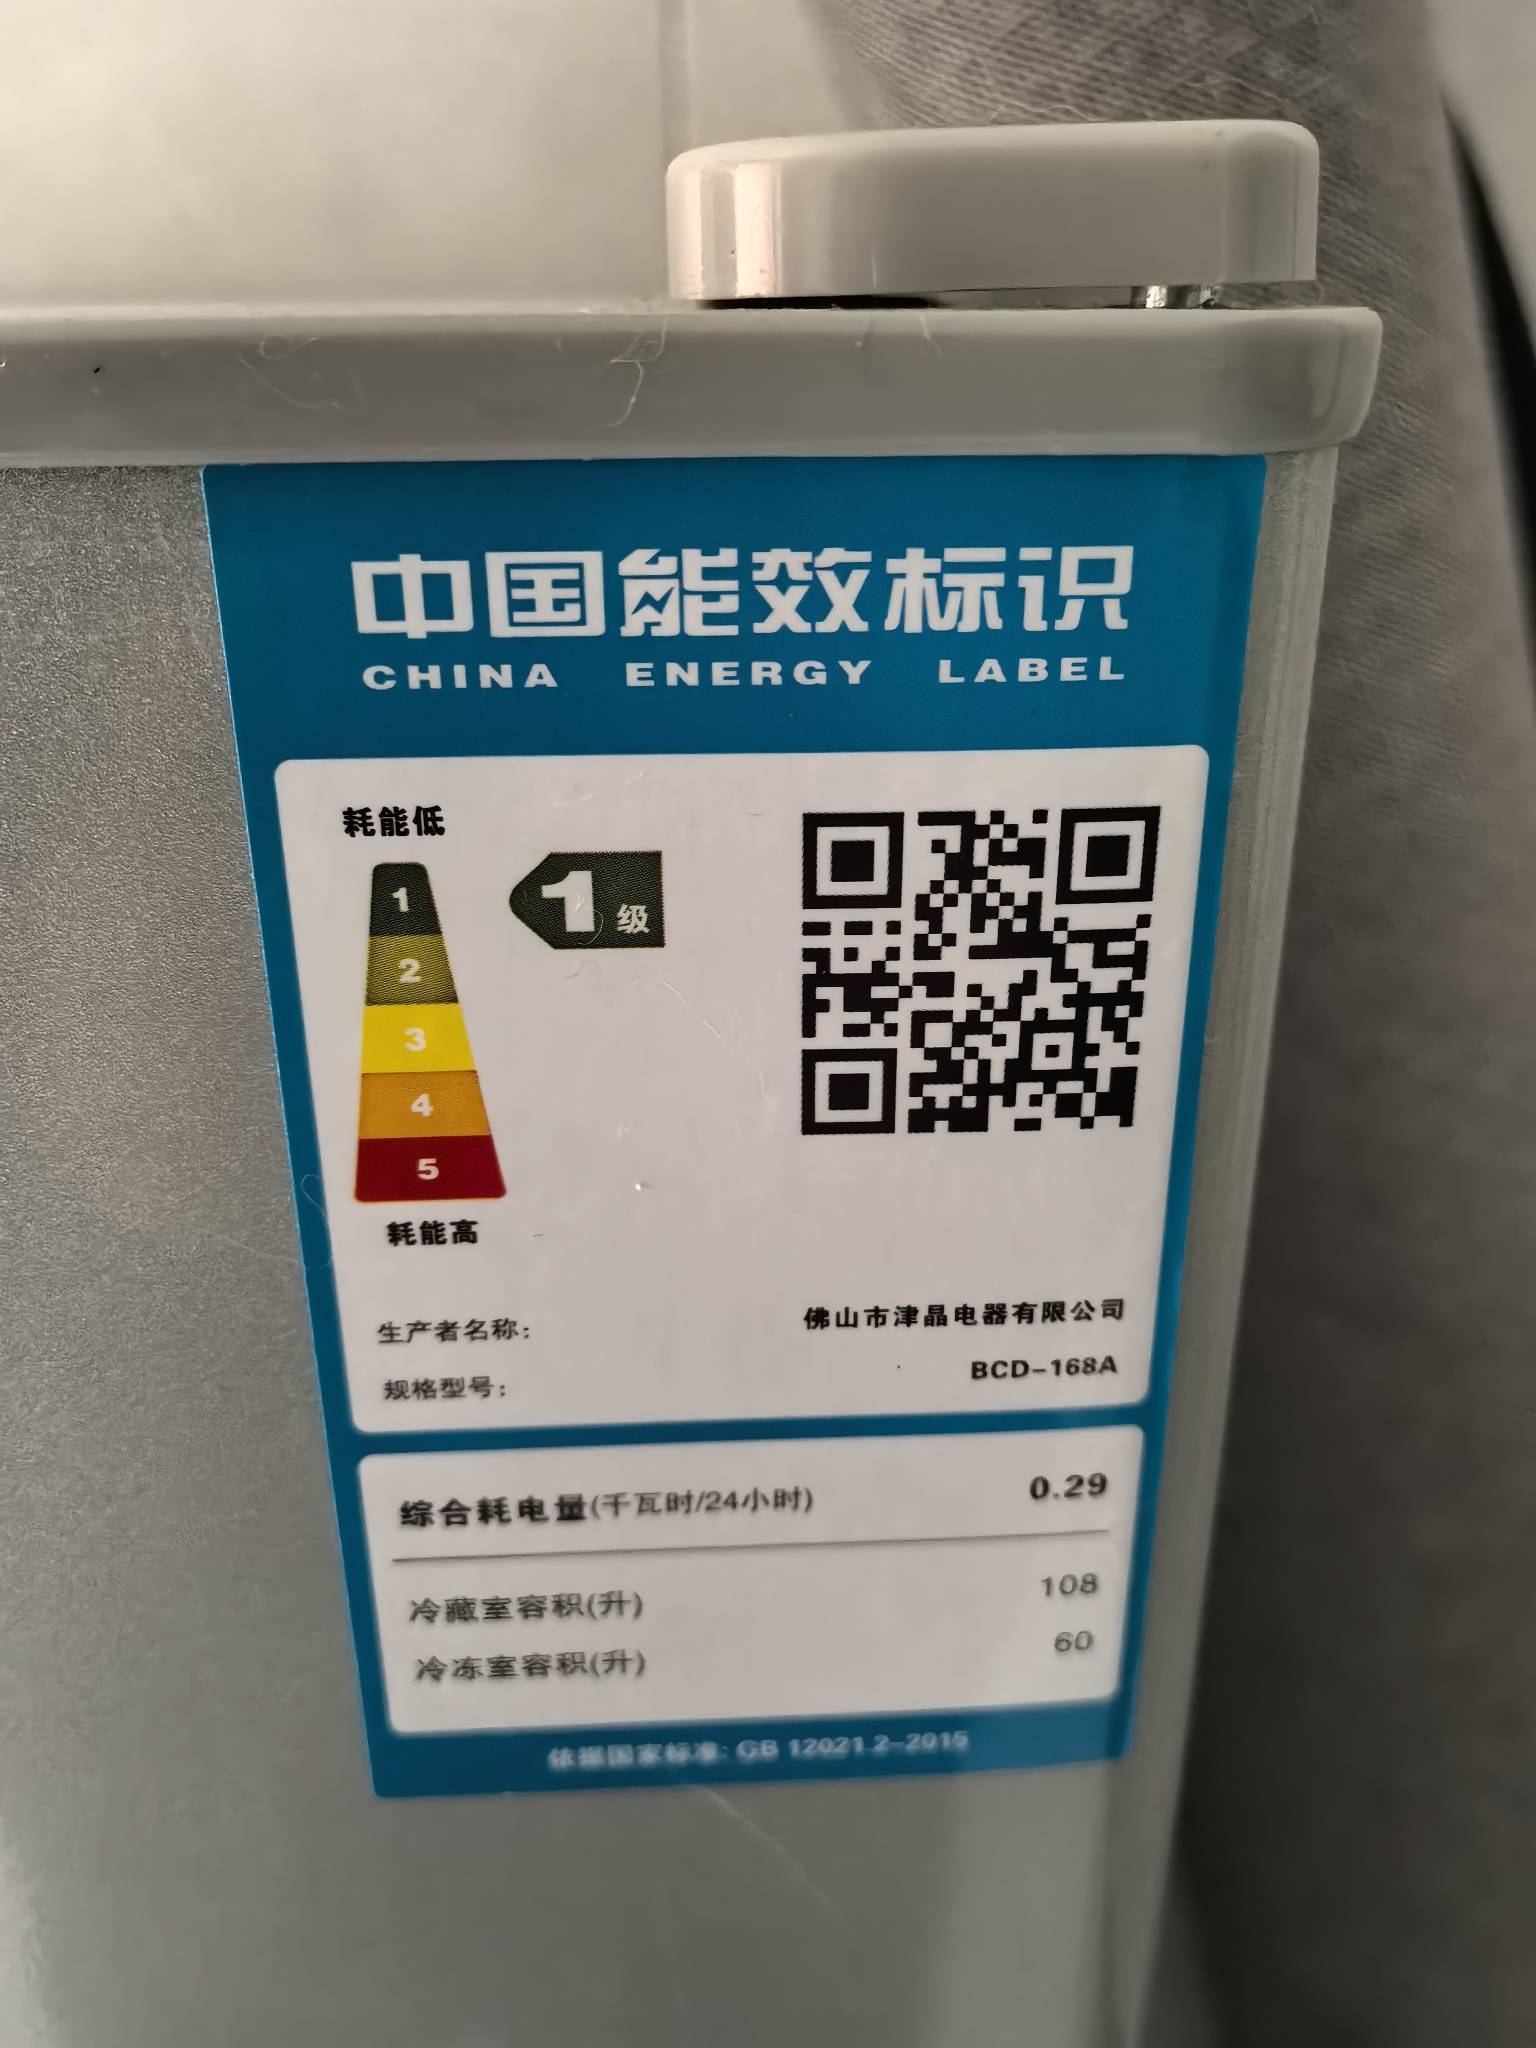 中国能效标识
CHINA ENERGY LABEL
耗能低
1
2
3
4
5
耗能高
1级
生产者名称：
佛山市津晶电器有限公司
规格型号：
BCD-168A
综合耗电量(千瓦时/24小时)
0.29
冷藏室容积(升)
108
冷冻室容积(升)
60
依据国家标准: GB 12021.2-2015